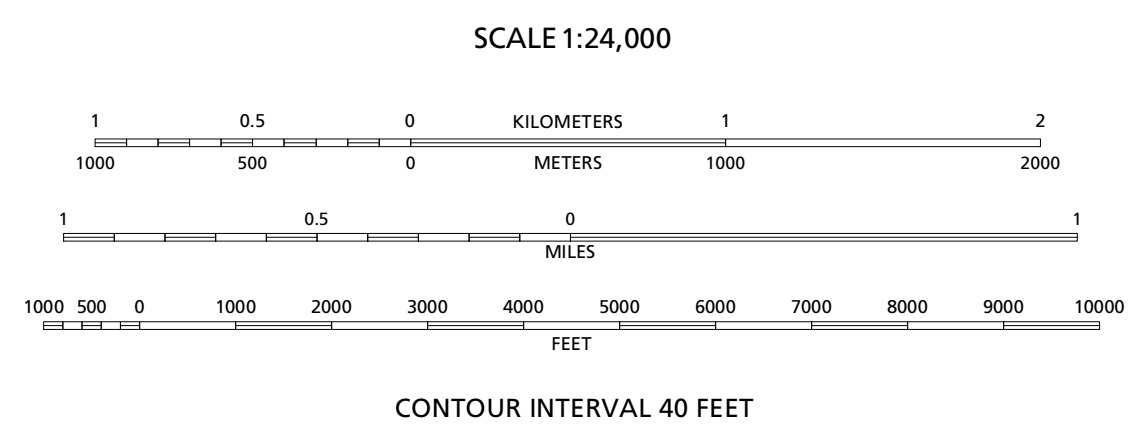 SCALE 1:24,000
1 0.5 0 KILOMETERS 1 2
1000 500 0 METERS 1000 2000
1 0.5 0 1
MILES
1000 500 0 1000 2000 3000 4000 5000 6000 7000 8000 9000 10000
FEET
CONTOUR INTERVAL 40 FEET